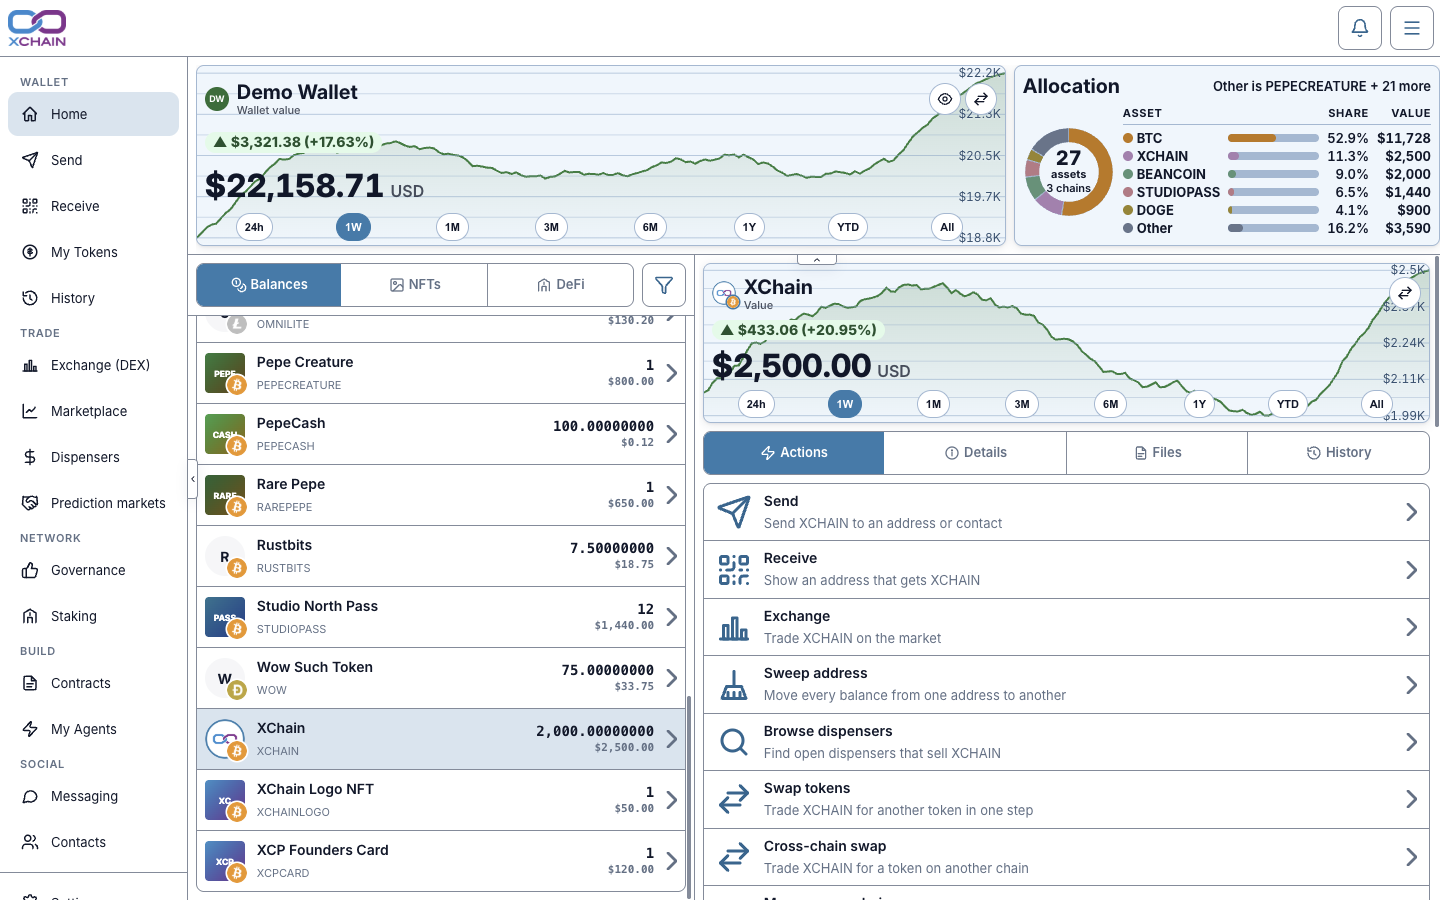 XCHAIN
WALLET
Home
Send
Receive
My Tokens
History
TRADE
Exchange (DEX)
Marketplace
Dispensers
Prediction markets
NETWORK
Governance
Staking
BUILD
Contracts
My Agents
SOCIAL
Messaging
Contacts
DW
Demo Wallet
Wallet value
▲ $3,321.38 (+17.63%)
$22,158.71 USD
$22.2K
$21.3K
$20.5K
$19.7K
$18.8K
24h 1W 1M 3M 6M 1Y YTD All
Allocation
Other is PEPECREATURE + 21 more
27
assets
3 chains
ASSET SHARE VALUE
BTC 52.9% $11,728
XCHAIN 11.3% $2,500
BEANCOIN 9.0% $2,000
STUDIOPASS 6.5% $1,440
DOGE 4.1% $900
Other 16.2% $3,590
Balances NFTs DeFi
OMNILITE $130.20
PEPE
Pepe Creature 1
PEPECREATURE $800.00
CASH
PepeCash 100.00000000
PEPECASH $0.12
RARE
Rare Pepe 1
RAREPEPE $650.00
R
Rustbits 7.50000000
RUSTBITS $18.75
PASS
Studio North Pass 12
STUDIOPASS $1,440.00
W
Wow Such Token 75.00000000
WOW $33.75
XChain 2,000.00000000
XCHAIN $2,500.00
XC
XChain Logo NFT 1
XCHAINLOGO $50.00
XCP
XCP Founders Card 1
XCPCARD $120.00
XChain
Value
▲ $433.06 (+20.95%)
$2,500.00 USD
$2.5K
$2.37K
$2.24K
$2.11K
$1.99K
24h 1W 1M 3M 6M 1Y YTD All
Actions Details Files History
Send
Send XCHAIN to an address or contact
Receive
Show an address that gets XCHAIN
Exchange
Trade XCHAIN on the market
Sweep address
Move every balance from one address to another
Browse dispensers
Find open dispensers that sell XCHAIN
Swap tokens
Trade XCHAIN for another token in one step
Cross-chain swap
Trade XCHAIN for a token on another chain